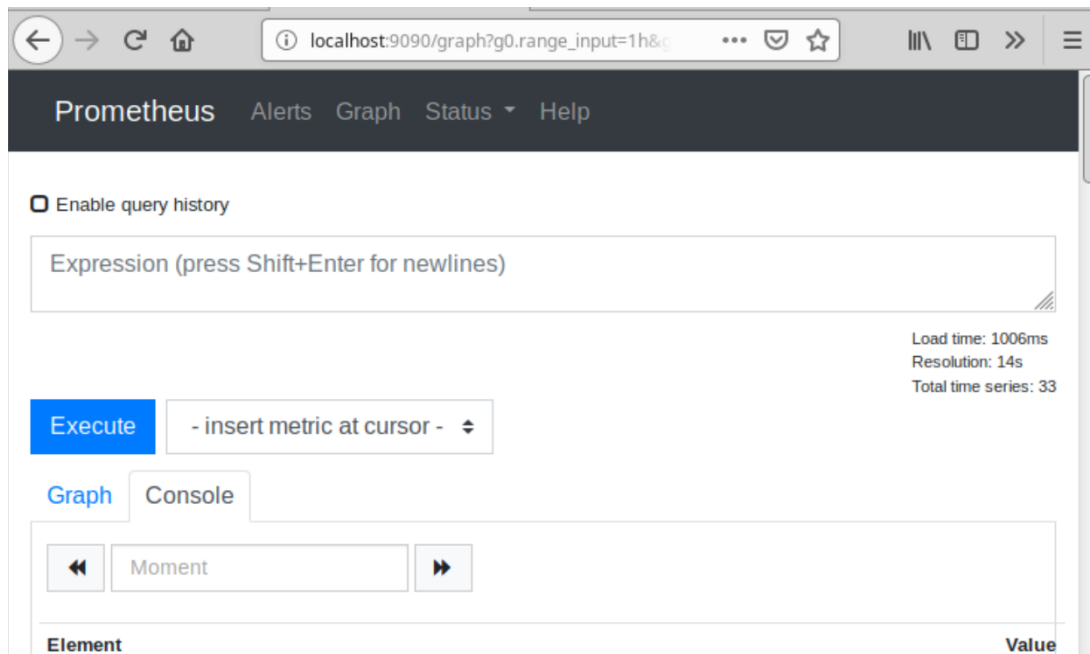 localhost:9090/graph?g0.range_input=1h&g
Prometheus Alerts Graph Status Help
Enable query history
Expression (press Shift+Enter for newlines)
Load time: 1006ms
Resolution: 14s
Total time series: 33
Execute - insert metric at cursor -
Graph Console
Moment
Element Value